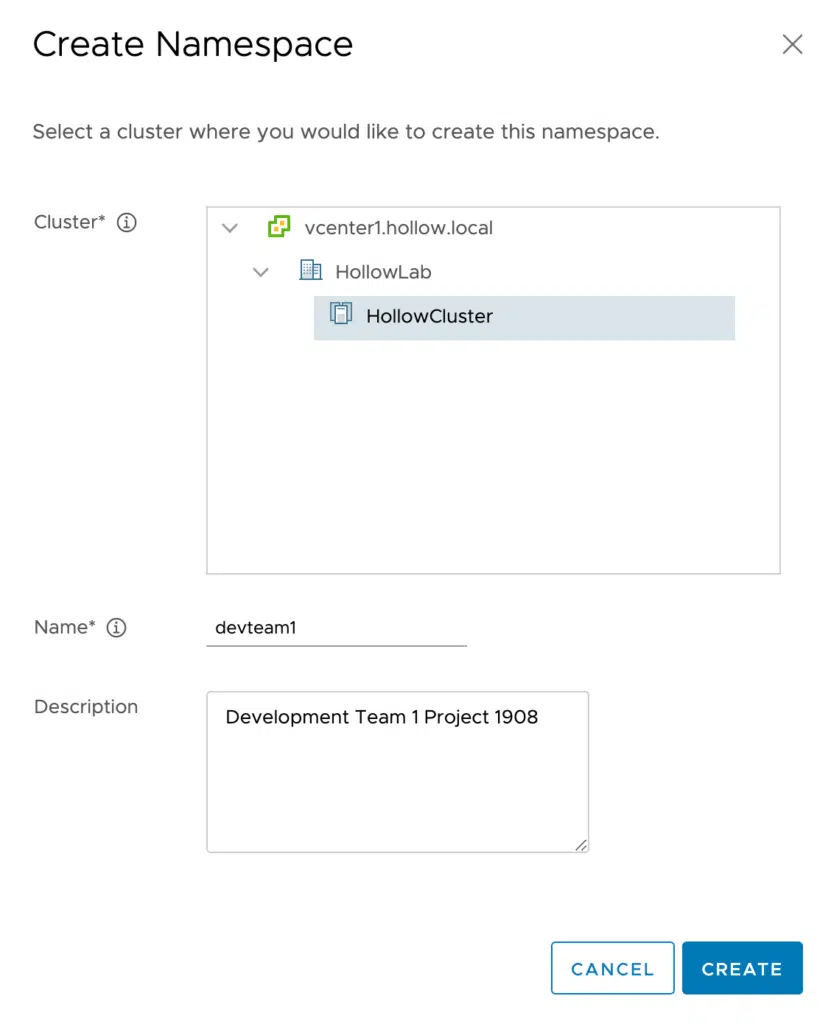 Create Namespace
Select a cluster where you would like to create this namespace.
Cluster*
vcenter1.hollow.local
HollowLab
HollowCluster
Name*
devteam1
Description
Development Team 1 Project 1908
CANCEL
CREATE